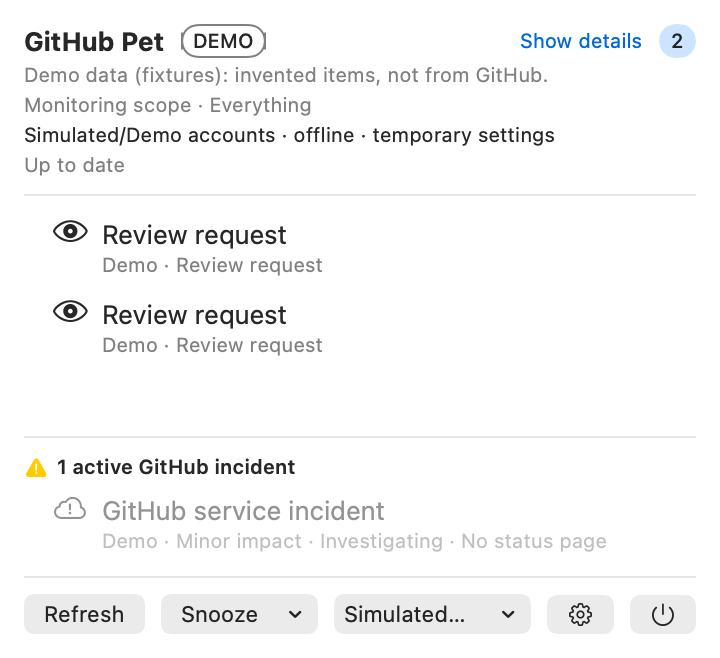 GitHub Pet DEMO Show details 2
Demo data (fixtures): invented items, not from GitHub.
Monitoring scope · Everything
Simulated/Demo accounts · offline · temporary settings
Up to date
Review request
Demo · Review request
Review request
Demo · Review request
1 active GitHub incident
GitHub service incident
Demo · Minor impact · Investigating · No status page
Refresh Snooze Simulated...